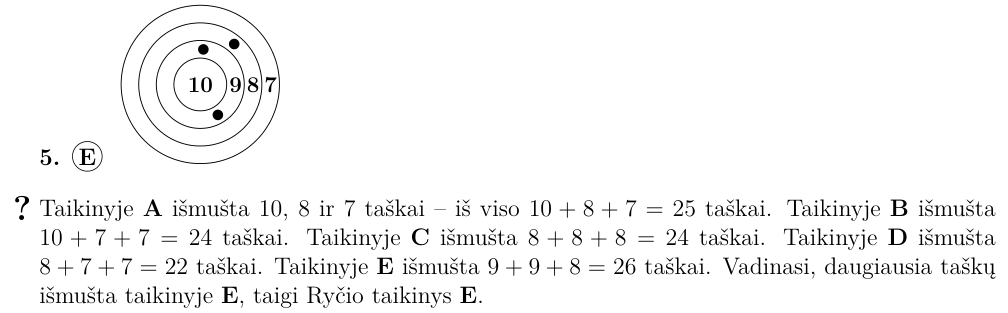 10 9 8 7
5. E
? Taikinyje A išmušta 10, 8 ir 7 taškai – iš viso 10 + 8 + 7 = 25 taškai. Taikinyje B išmušta
10 + 7 + 7 = 24 taškai. Taikinyje C išmušta 8 + 8 + 8 = 24 taškai. Taikinyje D išmušta
8 + 7 + 7 = 22 taškai. Taikinyje E išmušta 9 + 9 + 8 = 26 taškai. Vadinasi, daugiausia taškų
išmušta taikinyje E, taigi Ryčio taikinys E.